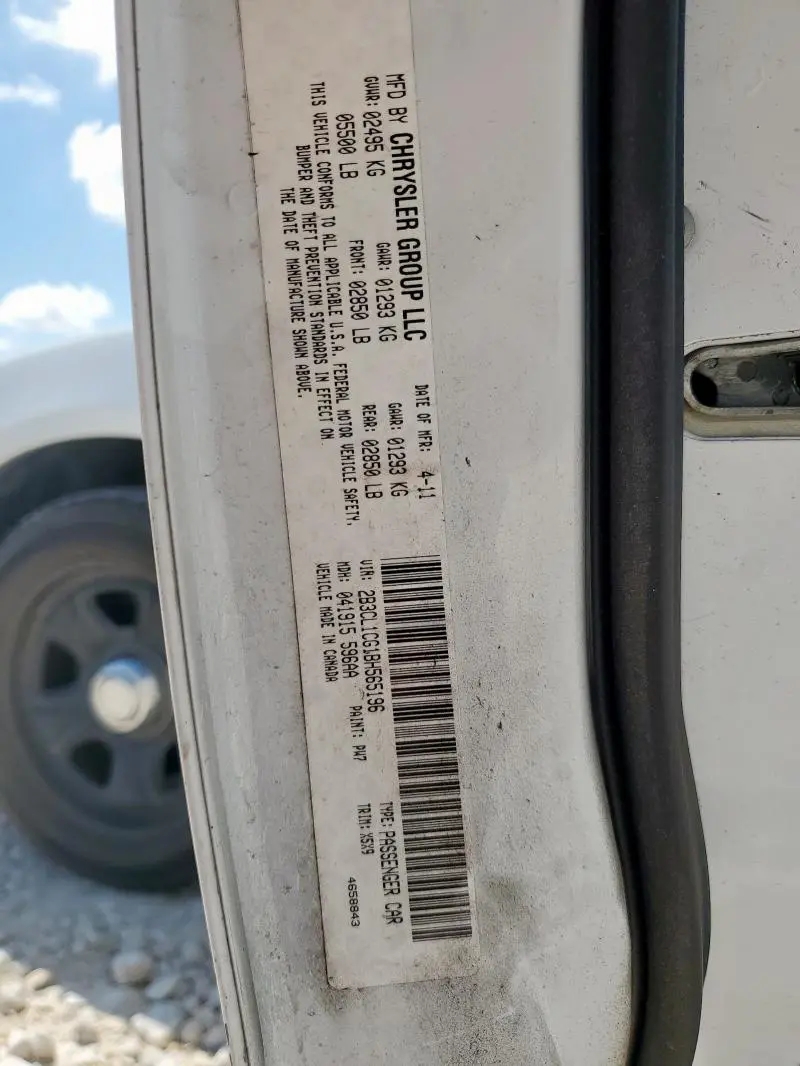 MFD BY CHRYSLER GROUP LLC DATE OF MFR: 4-11
GVWR: 02495 KG GAWR: 01293 KG GAWR: 01293 KG
05500 LB FRONT: 02850 LB REAR: 02850 LB
THIS VEHICLE CONFORMS TO ALL APPLICABLE U.S.A. FEDERAL MOTOR VEHICLE SAFETY,
BUMPER AND THEFT PREVENTION STANDARDS IN EFFECT ON
THE DATE OF MANUFACTURE SHOWN ABOVE.
VIN: 2B3CL1CG1BH565196 TYPE: PASSENGER CAR
MDH: 041915 596AA PAINT: PW7 TRIM: X5X9
VEHICLE MADE IN CANADA 4658843